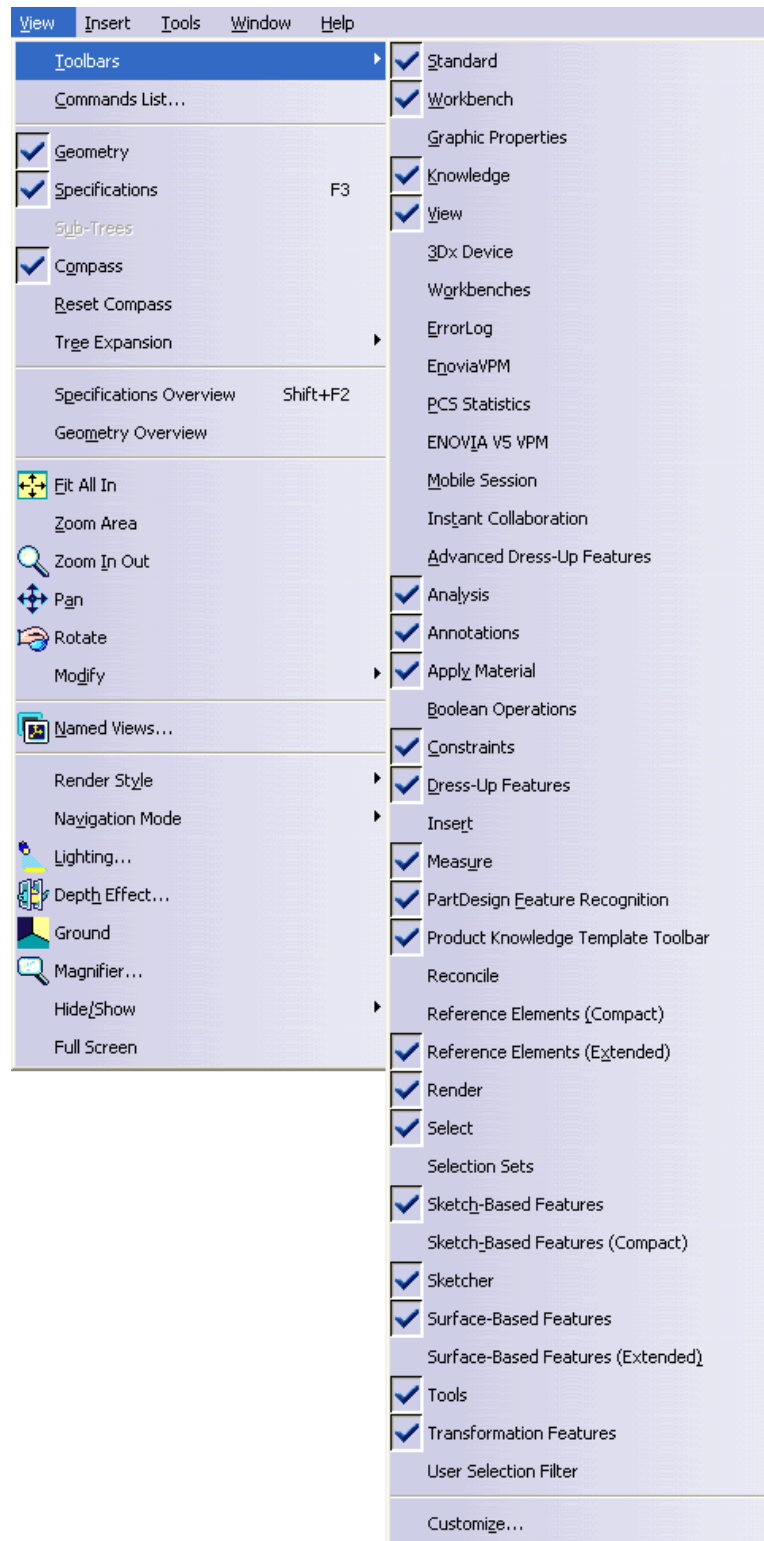 View Insert Tools Window Help
Toolbars
Commands List...
Geometry
Specifications F3
Sub-Trees
Compass
Reset Compass
Tree Expansion
Specifications Overview Shift+F2
Geometry Overview
Fit All In
Zoom Area
Zoom In Out
Pan
Rotate
Modify
Named Views...
Render Style
Navigation Mode
Lighting...
Depth Effect...
Ground
Magnifier...
Hide/Show
Full Screen
Standard
Workbench
Graphic Properties
Knowledge
View
3Dx Device
Workbenches
ErrorLog
EnoviaVPM
PCS Statistics
ENOVIA V5 VPM
Mobile Session
Instant Collaboration
Advanced Dress-Up Features
Analysis
Annotations
Apply Material
Boolean Operations
Constraints
Dress-Up Features
Insert
Measure
PartDesign Feature Recognition
Product Knowledge Template Toolbar
Reconcile
Reference Elements (Compact)
Reference Elements (Extended)
Render
Select
Selection Sets
Sketch-Based Features
Sketch-Based Features (Compact)
Sketcher
Surface-Based Features
Surface-Based Features (Extended)
Tools
Transformation Features
User Selection Filter
Customize...